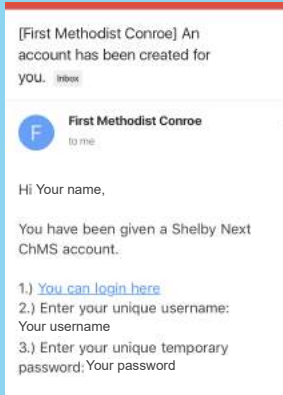 [First Methodist Conroe] An
account has been created for
you. Inbox
F
First Methodist Conroe
to me
Hi Your name,
You have been given a Shelby Next
ChMS account.
1.) You can login here
2.) Enter your unique username:
Your username
3.) Enter your unique temporary
password: Your password